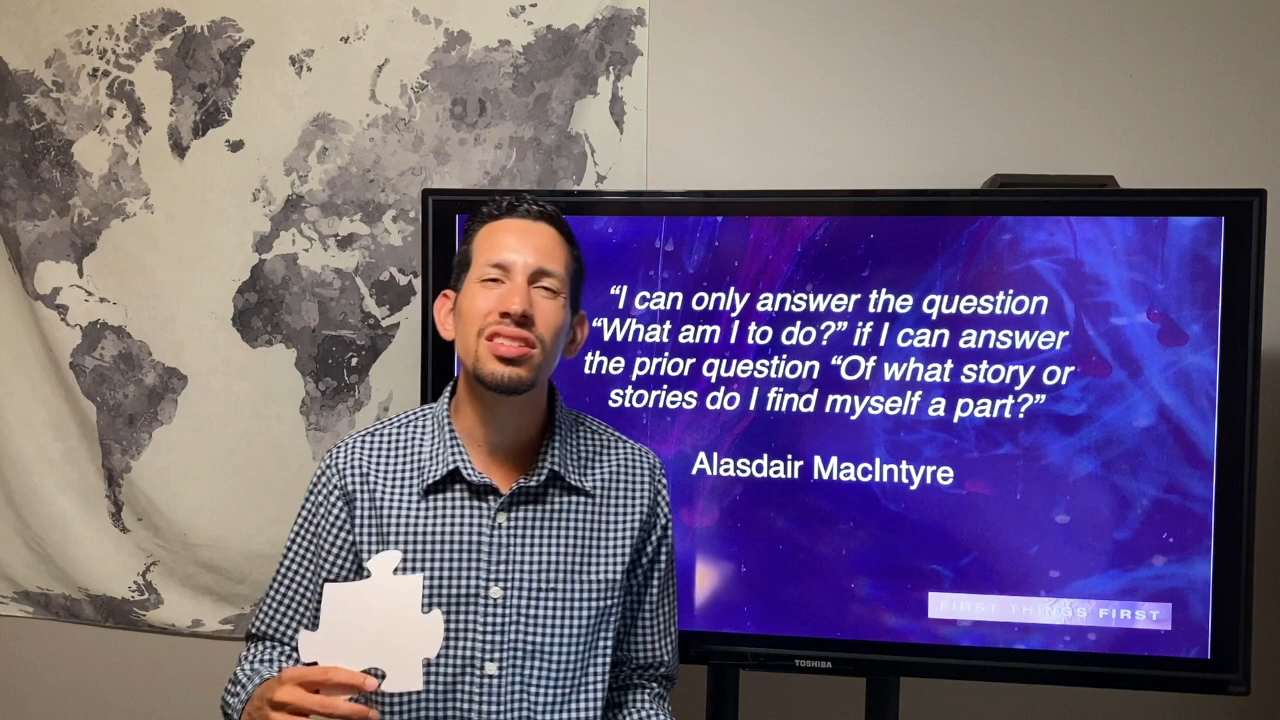 “I can only answer the question
“What am I to do?” if I can answer
the prior question “Of what story or
stories do I find myself a part?”
Alasdair MacIntyre
FIRST THINGS FIRST
TOSHIBA